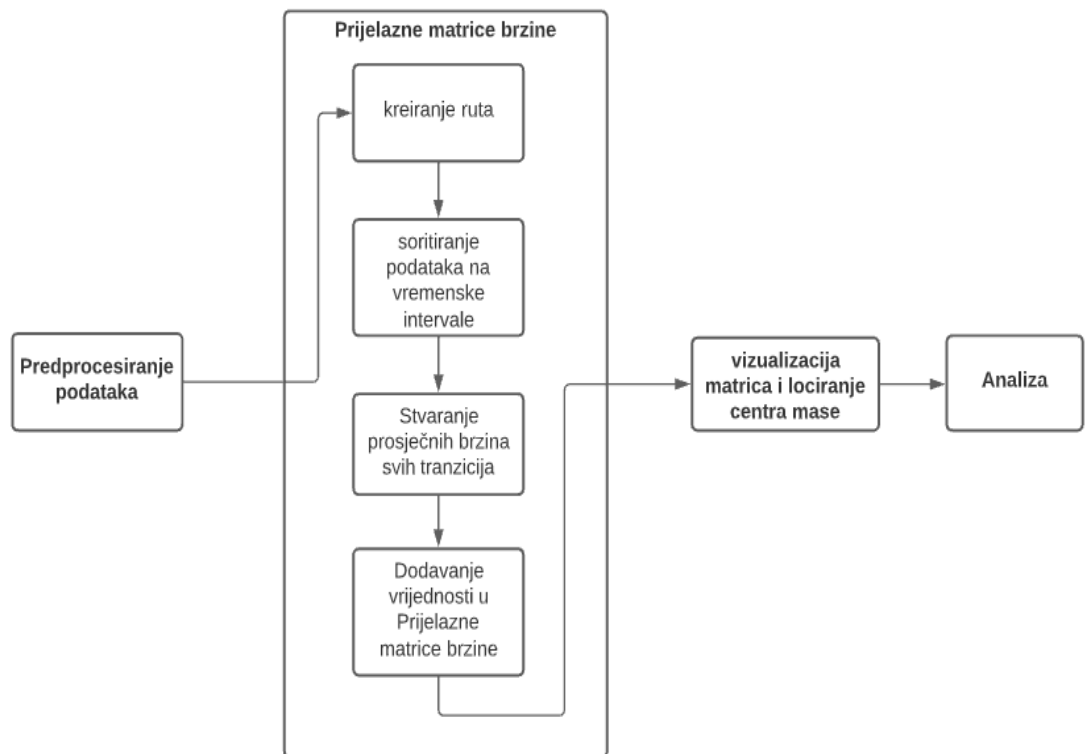 Prijelazne matrice brzine
kreiranje ruta
soritiranje
podataka na
vremenske
intervale
Predprocesiranje
podataka
Stvaranje
prosječnih brzina
svih tranzicija
Dodavanje
vrijednosti u
Prijelazne
matrice brzine
vizualizacija
matrica i lociranje
centra mase
Analiza